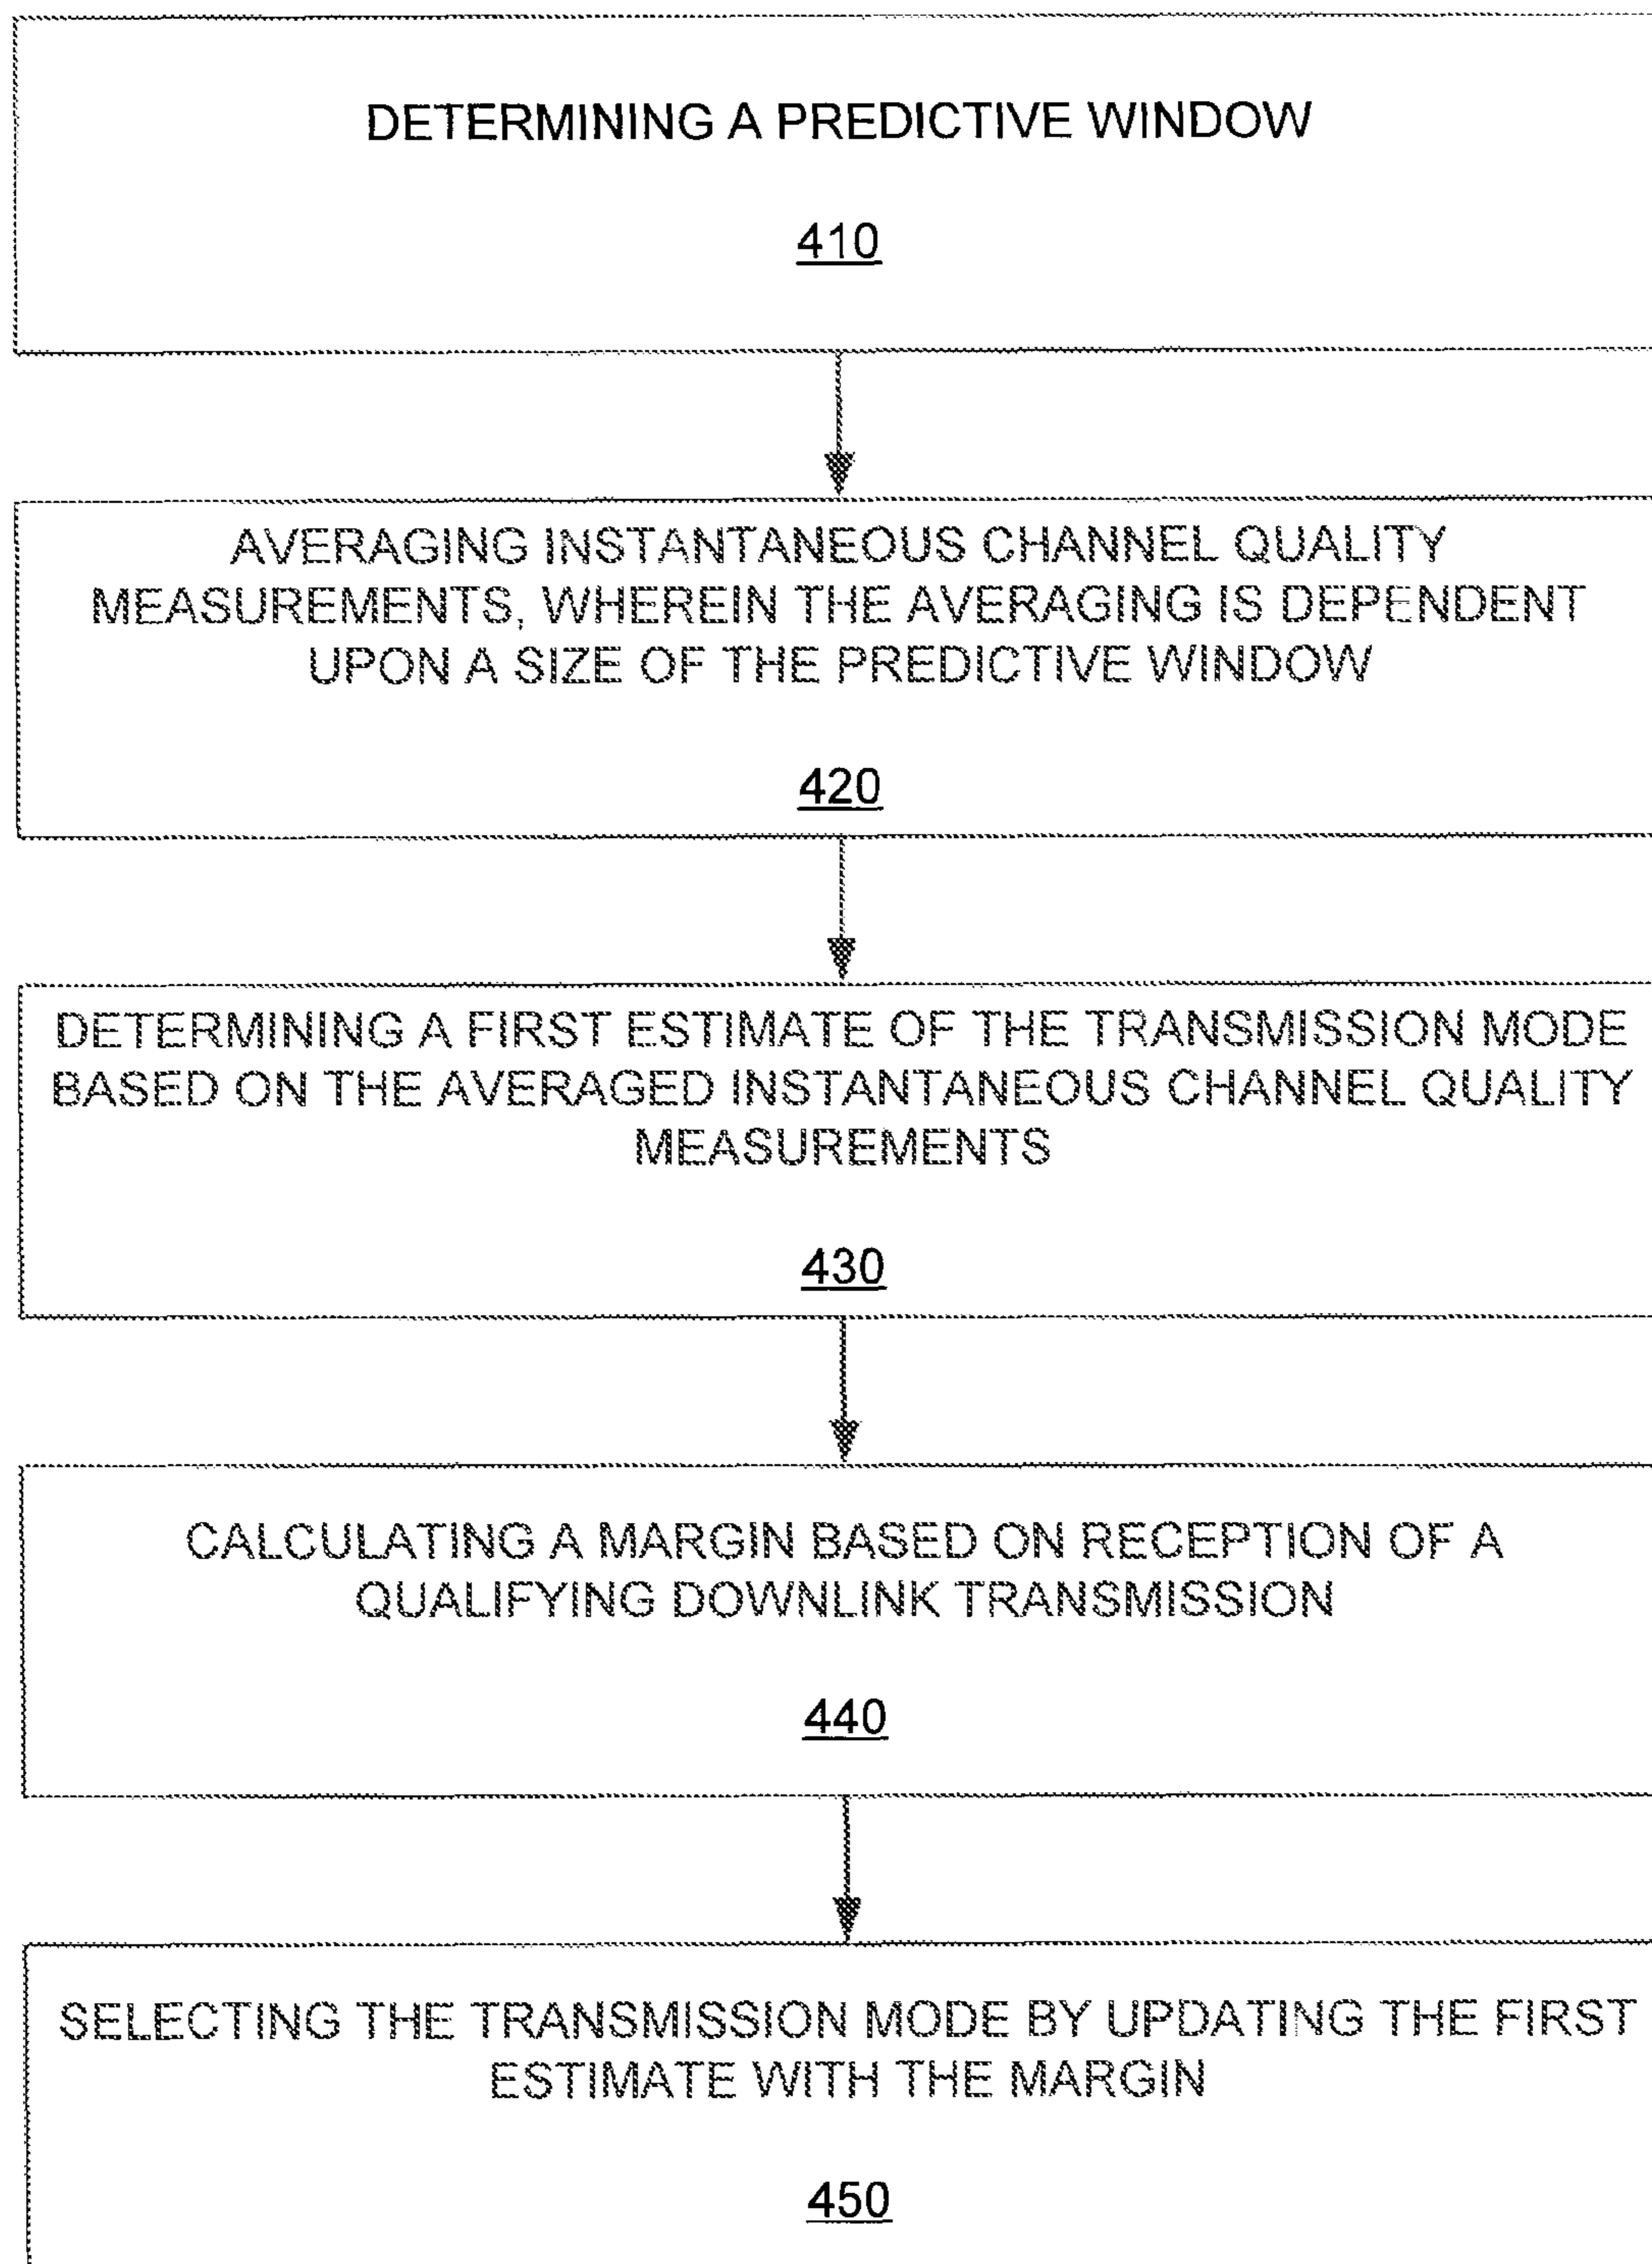 DETERMINING A PREDICTIVE WINDOW
410
AVERAGING INSTANTANEOUS CHANNEL QUALITY
MEASUREMENTS, WHEREIN THE AVERAGING IS DEPENDENT
UPON A SIZE OF THE PREDICTIVE WINDOW
420
DETERMINING A FIRST ESTIMATE OF THE TRANSMISSION MODE
BASED ON THE AVERAGED INSTANTANEOUS CHANNEL QUALITY
MEASUREMENTS
430
CALCULATING A MARGIN BASED ON RECEPTION OF A
QUALIFYING DOWNLINK TRANSMISSION
440
SELECTING THE TRANSMISSION MODE BY UPDATING THE FIRST
ESTIMATE WITH THE MARGIN
450